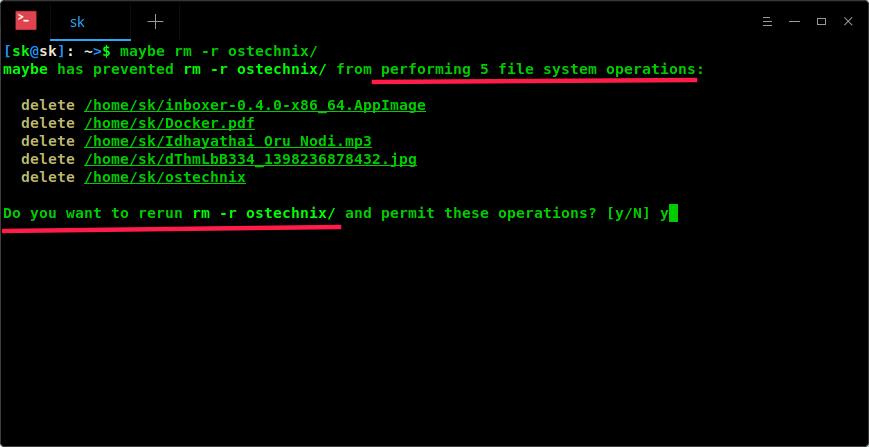 sk
[sk@sk]: ~>$ maybe rm -r ostechnix/
maybe has prevented rm -r ostechnix/ from performing 5 file system operations:
delete /home/sk/inboxer-0.4.0-x86_64.AppImage
delete /home/sk/Docker.pdf
delete /home/sk/Idhayathai Oru Nodi.mp3
delete /home/sk/dThmLbB334_1398236878432.jpg
delete /home/sk/ostechnix
Do you want to rerun rm -r ostechnix/ and permit these operations? [y/N] y